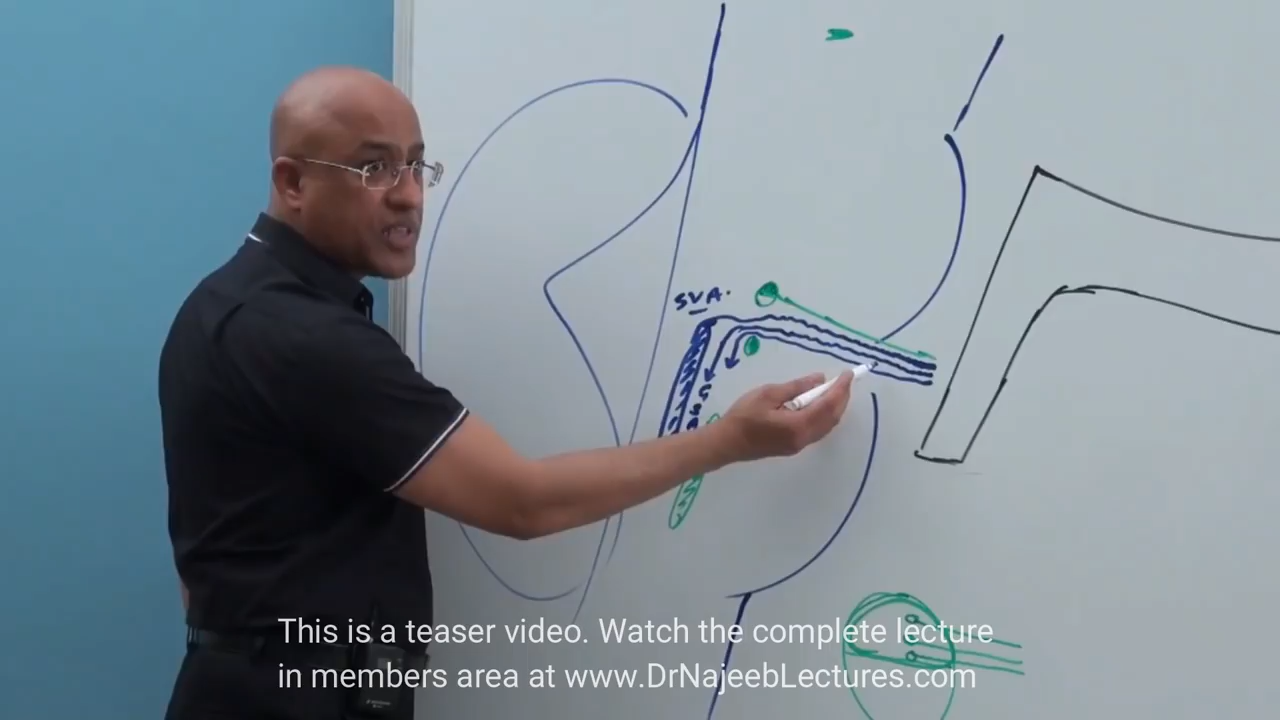 SVA.
This is a teaser video. Watch the complete lecture
in members area at www.DrNajeebLectures.com